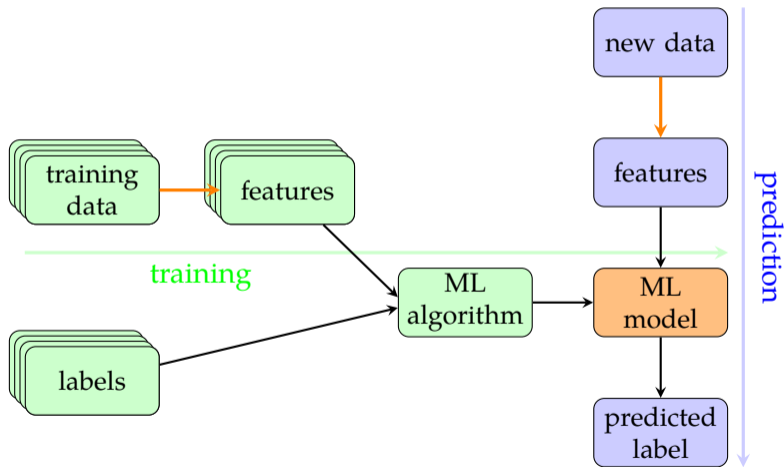 new data
training
data
features
features
prediction
training
ML
algorithm
ML
model
labels
predicted
label